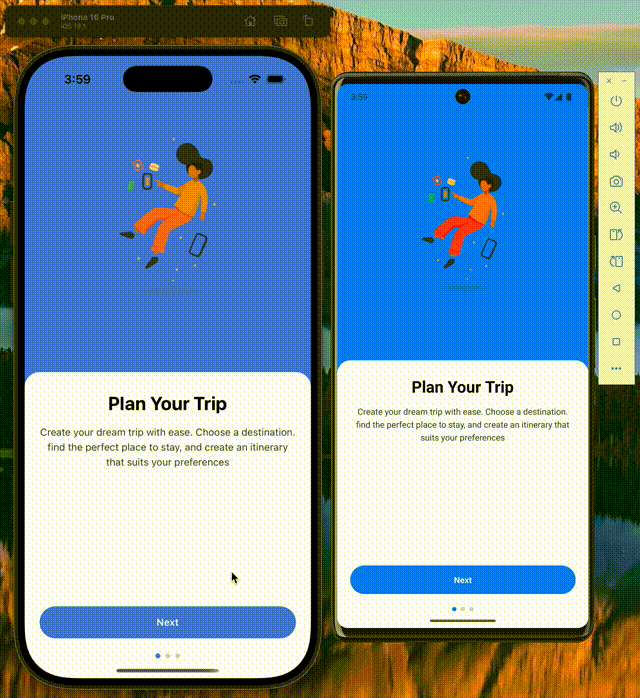 iPhone 16 Pro
iOS 18.5
3:59
Plan Your Trip
Create your dream trip with ease. Choose a destination.
find the perfect place to stay, and create an itinerary
that suits your preferences
Next
3:59
Plan Your Trip
Create your dream trip with ease. Choose a destination.
find the perfect place to stay, and create an itinerary that
suits your preferences
Next